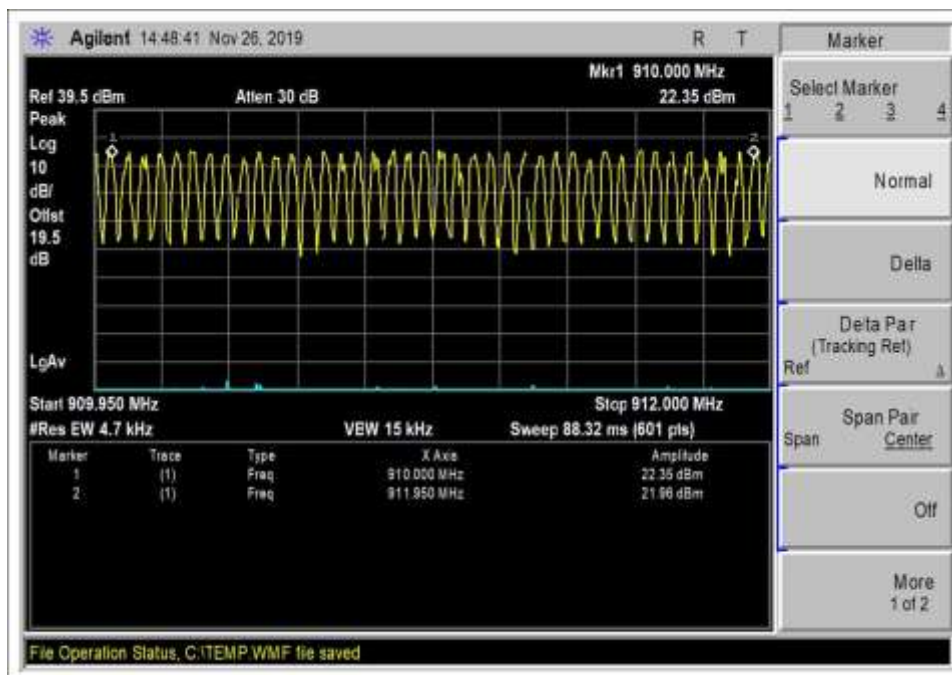 Agilent 14:48:41 Nov 26, 2019 R T
Mkr1 910.000 MHz
Ref 39.5 dBm Atten 30 dB 22.35 dBm
Peak
Log
10
dB/
Offst
19.5
dB
1 2
LgAv
Start 909.950 MHz Stop 912.000 MHz
#Res BW 4.7 kHz VBW 15 kHz Sweep 88.32 ms (601 pts)
Marker Trace Type X Axis Amplitude
1 (1) Freq 910.000 MHz 22.35 dBm
2 (1) Freq 911.950 MHz 21.96 dBm
File Operation Status, C:\TEMP.WMF file saved
Marker
Select Marker
1 2 3 4
Normal
Delta
Delta Pair
(Tracking Ref)
Ref Δ
Span Pair
Span Center
Off
More
1 of 2